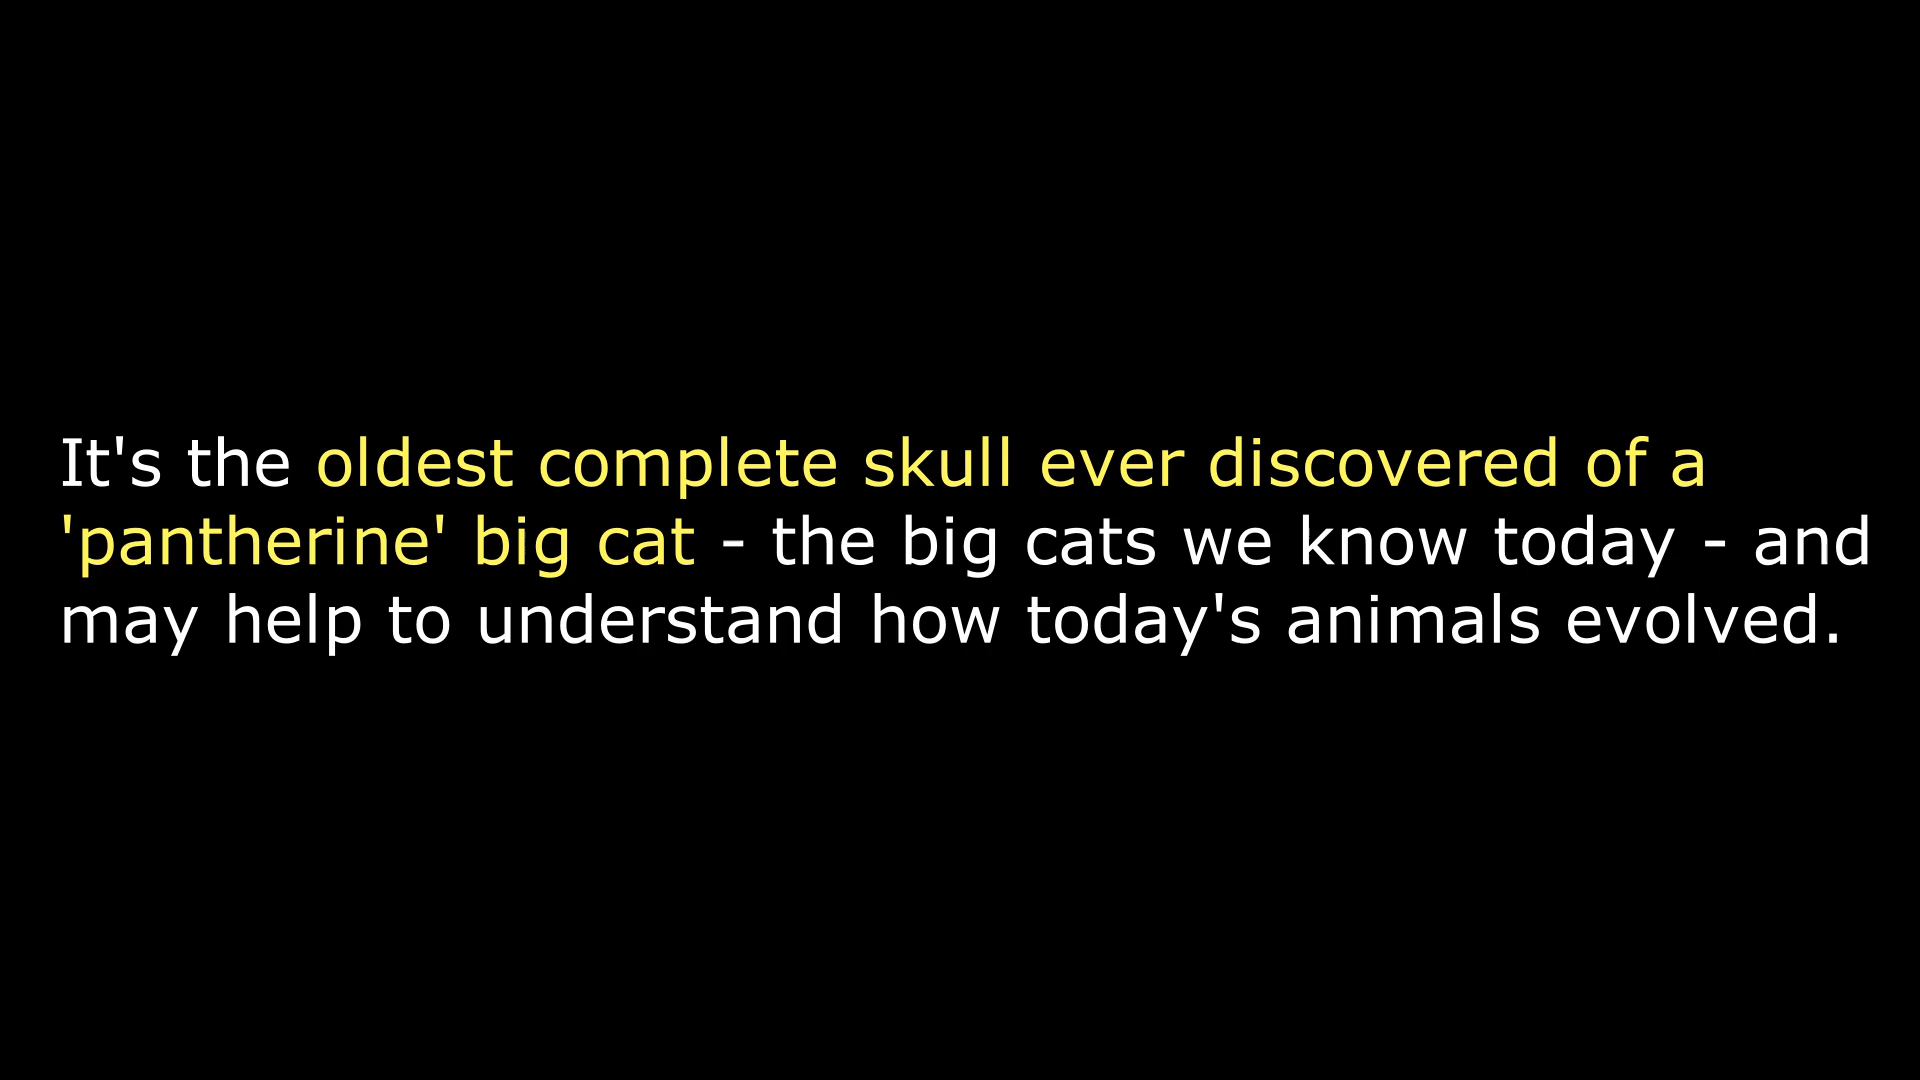 It's the oldest complete skull ever discovered of a
'pantherine' big cat - the big cats we know today - and
may help to understand how today's animals evolved.